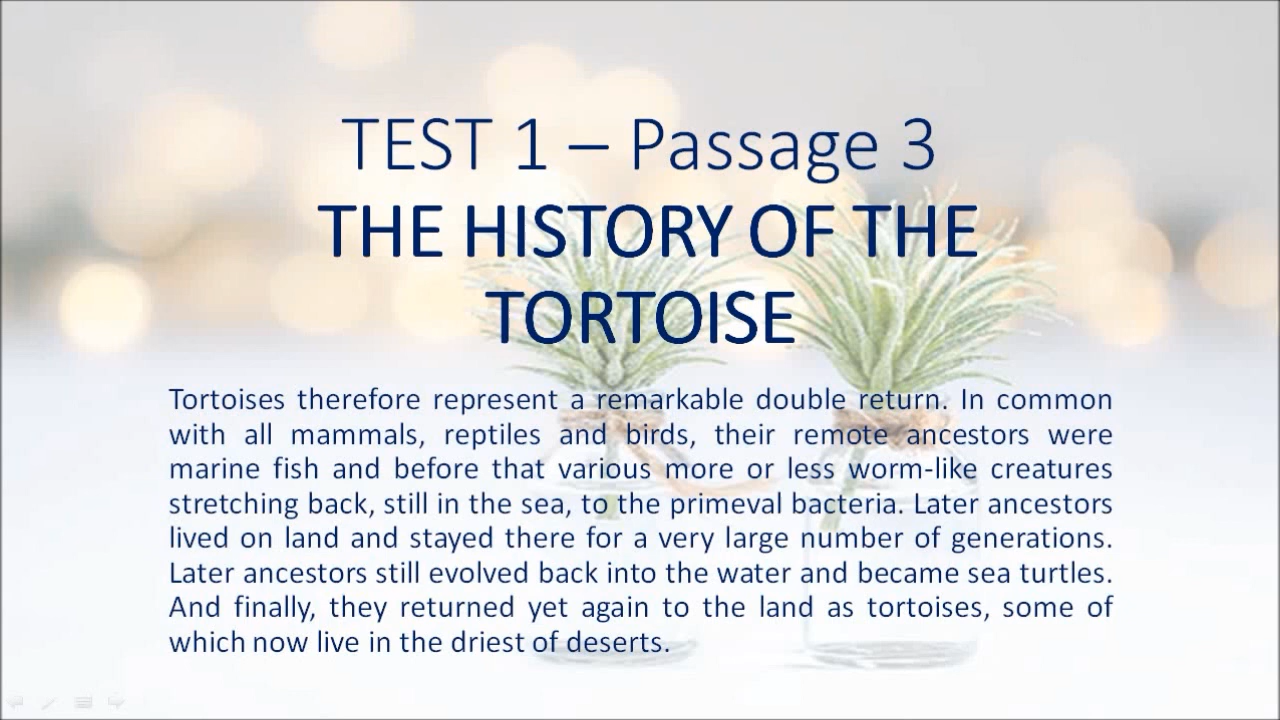 TEST 1 – Passage 3
THE HISTORY OF THE
TORTOISE
Tortoises therefore represent a remarkable double return. In common
with all mammals, reptiles and birds, their remote ancestors were
marine fish and before that various more or less worm-like creatures
stretching back, still in the sea, to the primeval bacteria. Later ancestors
lived on land and stayed there for a very large number of generations.
Later ancestors still evolved back into the water and became sea turtles.
And finally, they returned yet again to the land as tortoises, some of
which now live in the driest of deserts.